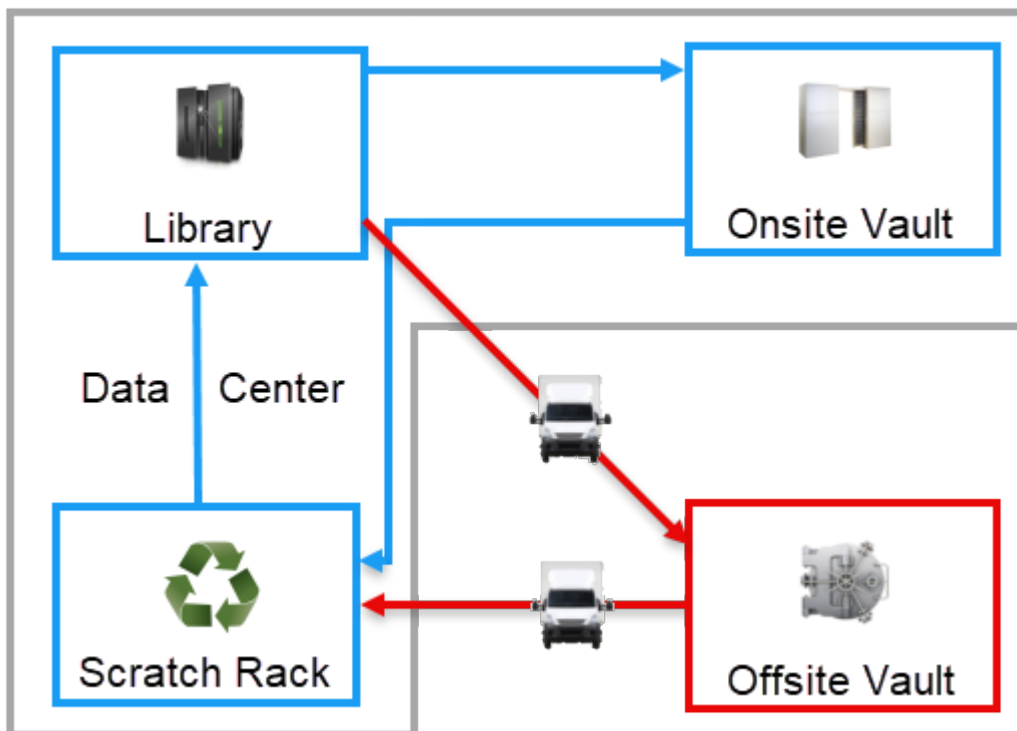 Library
Onsite Vault
Data Center
Scratch Rack
Offsite Vault